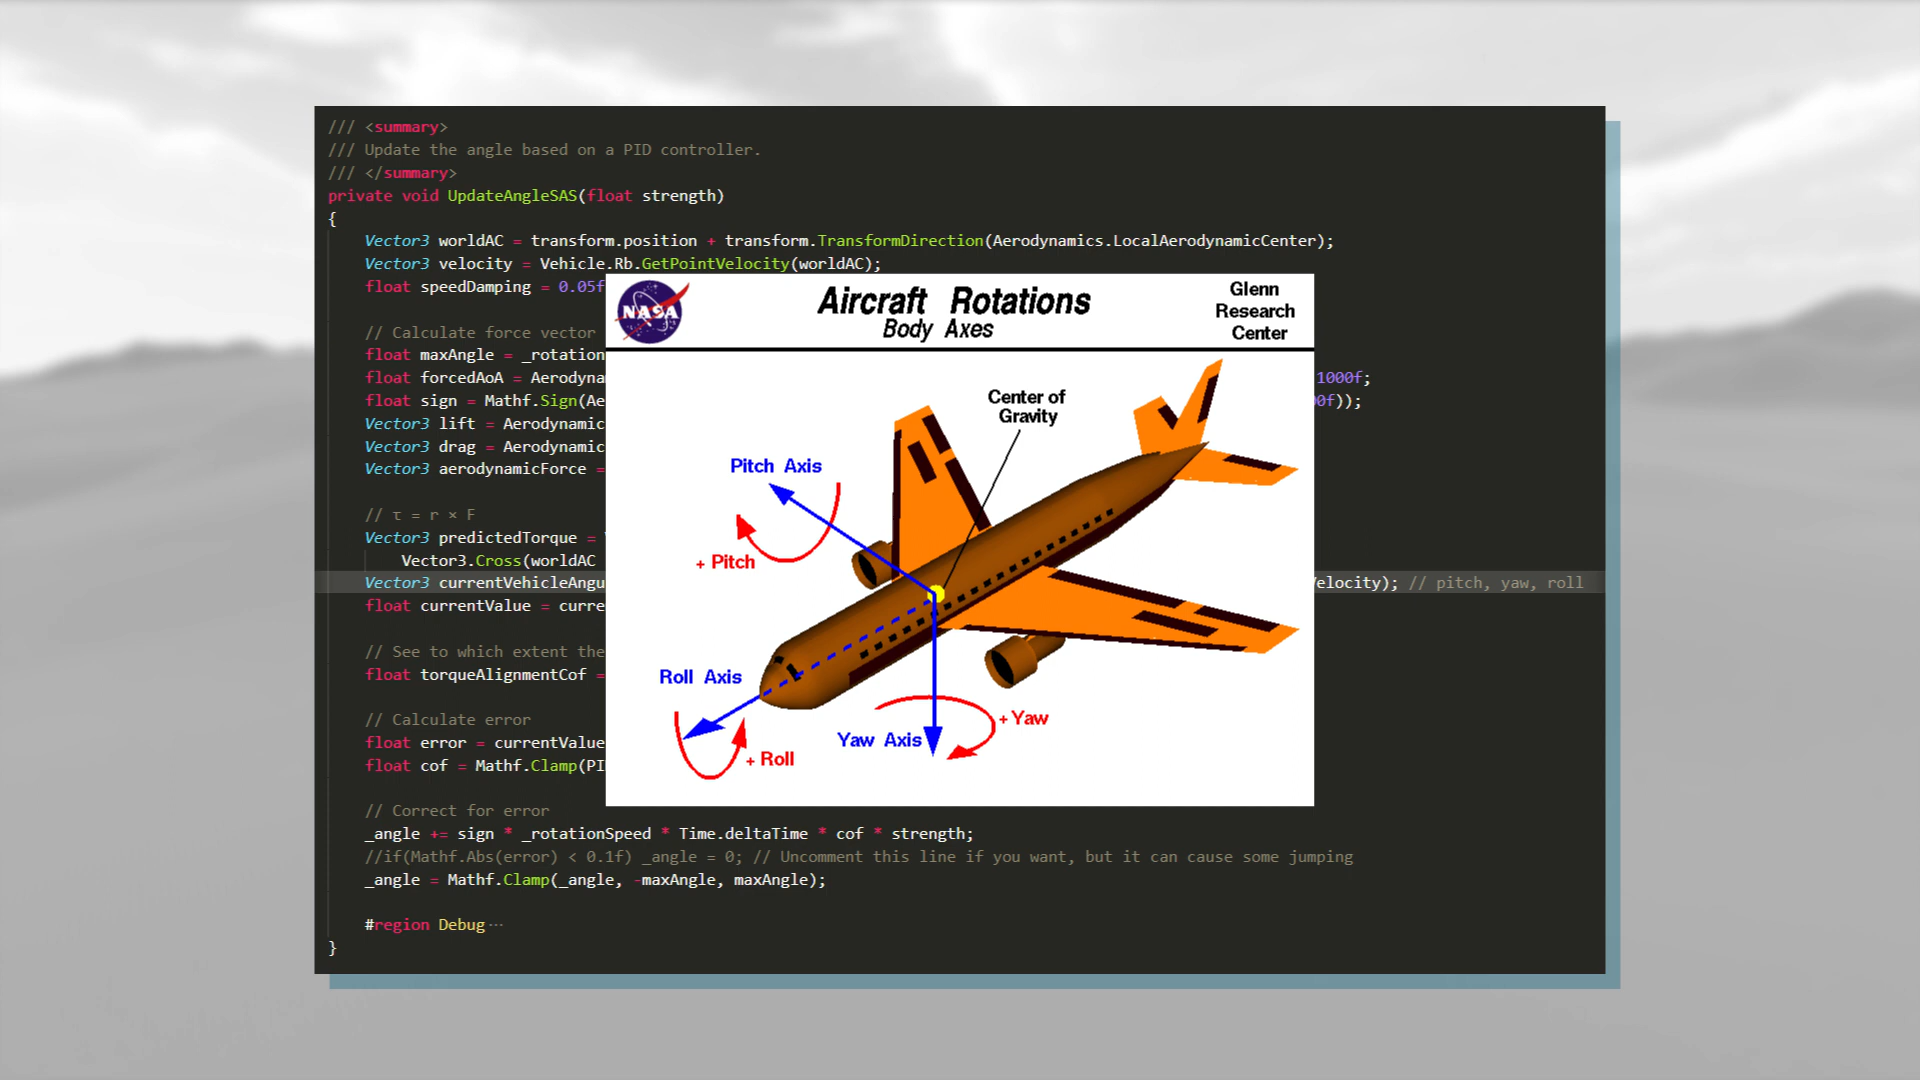 /// <summary>
/// Update the angle based on a PID controller.
/// </summary>
private void UpdateAngleSAS(float strength)
{
Vector3 worldAC = transform.position + transform.TransformDirection(Aerodynamics.LocalAerodynamicCenter);
Vector3 velocity = Vehicle.Rb.GetPointVelocity(worldAC);
float speedDamping = 0.05f
// Calculate force vector
float maxAngle = _rotation
float forcedAoA = Aerodyna 1000f;
float sign = Mathf.Sign(Ae 0f));
Vector3 lift = Aerodynamic
Vector3 drag = Aerodynamic
Vector3 aerodynamicForce =
// τ = r × F
Vector3 predictedTorque =
Vector3.Cross(worldAC
Vector3 currentVehicleAngu elocity); // pitch, yaw, roll
float currentValue = curre
// See to which extent the
float torqueAlignmentCof =
// Calculate error
float error = currentValue
float cof = Mathf.Clamp(PI
// Correct for error
_angle += sign * _rotationSpeed * Time.deltaTime * cof * strength;
//if(Mathf.Abs(error) < 0.1f) _angle = 0; // Uncomment this line if you want, but it can cause some jumping
_angle = Mathf.Clamp(_angle, -maxAngle, maxAngle);
#region Debug ···
}
NASA
Aircraft Rotations
Body Axes
Glenn
Research
Center
Center of
Gravity
Pitch Axis
+ Pitch
Roll Axis
+ Roll
Yaw Axis
+ Yaw